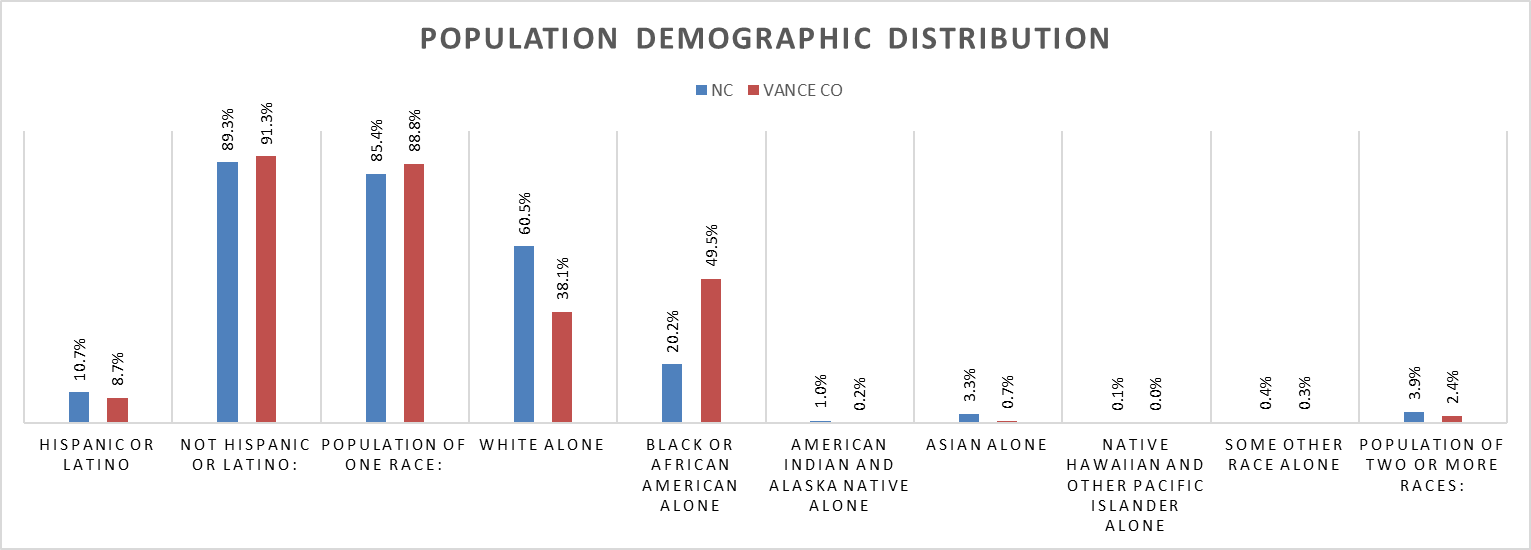 POPULATION DEMOGRAPHIC DISTRIBUTION
NC VANCE CO
10.7% 8.7% 89.3% 91.3% 85.4% 88.8% 60.5% 38.1% 20.2% 49.5% 1.0% 0.2% 3.3% 0.7% 0.1% 0.0% 0.4% 0.3% 3.9% 2.4%
HISPANIC OR
LATINO
NOT HISPANIC
OR LATINO:
POPULATION OF
ONE RACE:
WHITE ALONE
BLACK OR
AFRICAN
AMERICAN
ALONE
AMERICAN
INDIAN AND
ALASKA NATIVE
ALONE
ASIAN ALONE
NATIVE
HAWAIIAN AND
OTHER PACIFIC
ISLANDER
ALONE
SOME OTHER
RACE ALONE
POPULATION OF
TWO OR MORE
RACES: